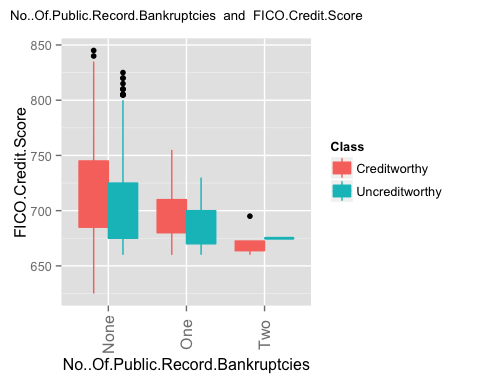 No..Of.Public.Record.Bankruptcies and FICO.Credit.Score
850
800
750
700
650
FICO.Credit.Score
None
One
Two
No..Of.Public.Record.Bankruptcies
Class
Creditworthy
Uncreditworthy